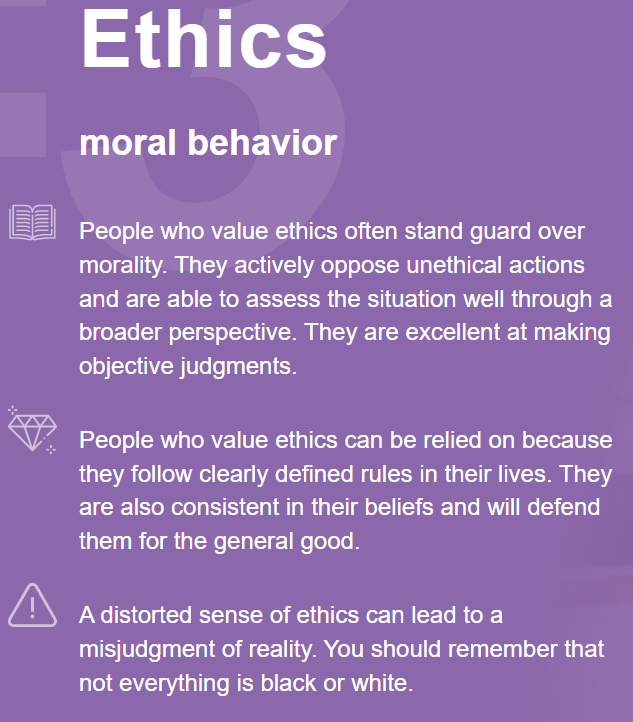 Ethics
moral behavior
People who value ethics often stand guard over
morality. They actively oppose unethical actions
and are able to assess the situation well through a
broader perspective. They are excellent at making
objective judgments.
People who value ethics can be relied on because
they follow clearly defined rules in their lives. They
are also consistent in their beliefs and will defend
them for the general good.
A distorted sense of ethics can lead to a
misjudgment of reality. You should remember that
not everything is black or white.